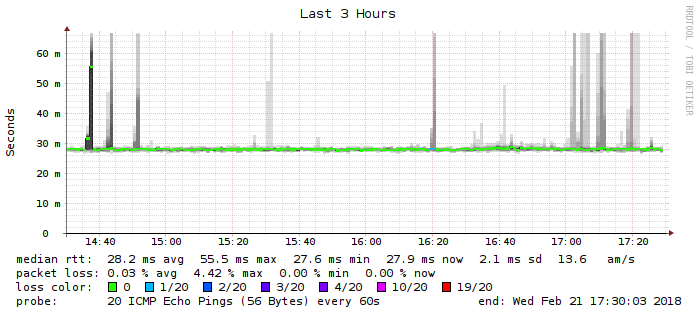 Last 3 Hours
RRDTOOL / TOBI OETIKER
Seconds
60 m
50 m
40 m
30 m
20 m
10 m
0
14:40 15:00 15:20 15:40 16:00 16:20 16:40 17:00 17:20
median rtt: 28.2 ms avg 55.5 ms max 27.6 ms min 27.9 ms now 2.1 ms sd 13.6 am/s
packet loss: 0.03 % avg 4.42 % max 0.00 % min 0.00 % now
loss color: 0 1/20 2/20 3/20 4/20 10/20 19/20
probe: 20 ICMP Echo Pings (56 Bytes) every 60s end: Wed Feb 21 17:30:03 2018